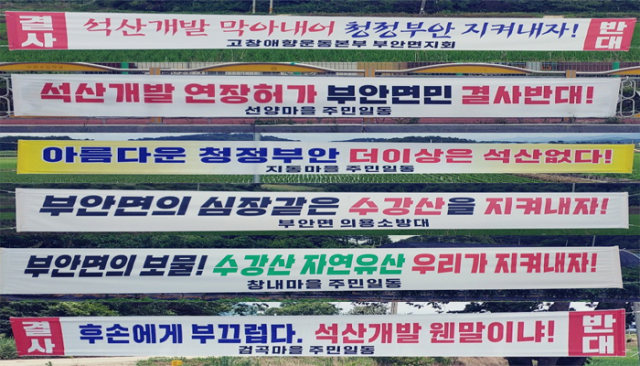 결사 석산개발 막아내어 청정부안 지켜내자! 반대
고창애향운동본부 부안면지회
석산개발 연장허가 부안면민 결사반대!
선양마을 주민일동
아름다운 청정부안 더이상은 석산없다!
지동마을 주민일동
부안면의 심장같은 수강산을 지켜내자!
부안면 의용소방대
부안면의 보물! 수강산 자연유산 우리가 지켜내자!
창내마을 주민일동
결사 후손에게 부끄럽다. 석산개발 웬말이냐! 반대
검곡마을 주민일동